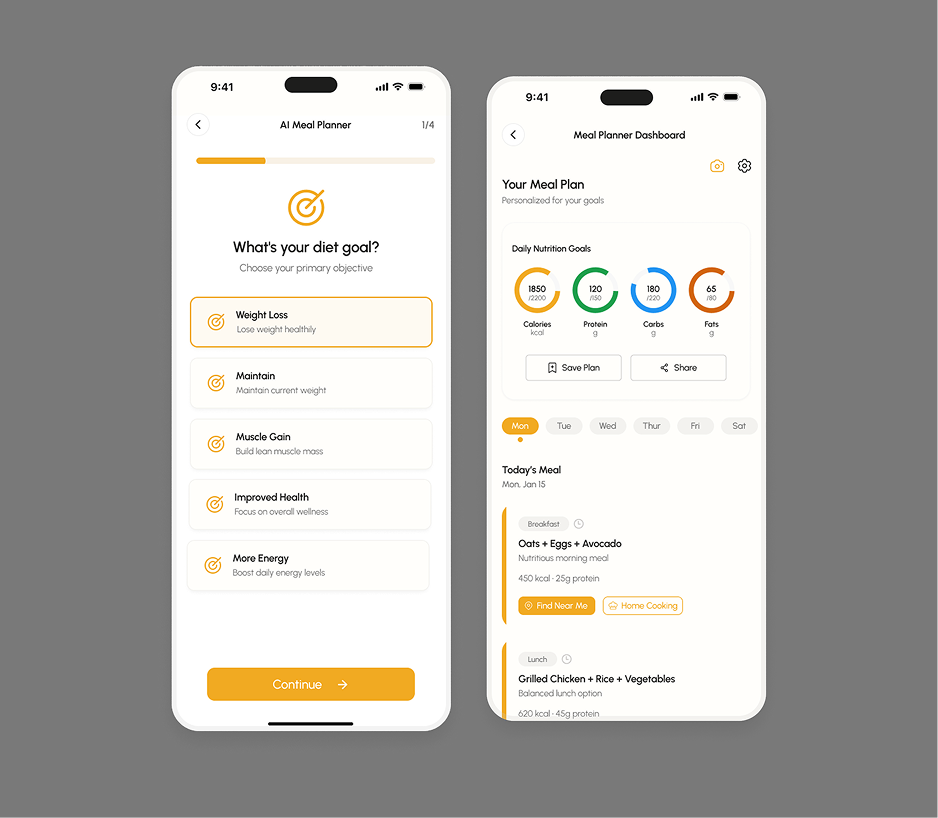 9:41
AI Meal Planner
1/4
What's your diet goal?
Choose your primary objective
Weight Loss
Lose weight healthily
Maintain
Maintain current weight
Muscle Gain
Build lean muscle mass
Improved Health
Focus on overall wellness
More Energy
Boost daily energy levels
Continue
9:41
Meal Planner Dashboard
Your Meal Plan
Personalized for your goals
Daily Nutrition Goals
1850 120 180 65
/2200 /150 /220 /80
Calories Protein Carbs Fats
kcal g g g
Save Plan Share
Mon Tue Wed Thur Fri Sat
Today's Meal
Mon, Jan 15
Breakfast
Oats + Eggs + Avocado
Nutritious morning meal
450 kcal · 25g protein
Find Near Me Home Cooking
Lunch
Grilled Chicken + Rice + Vegetables
Balanced lunch option
620 kcal · 45g protein